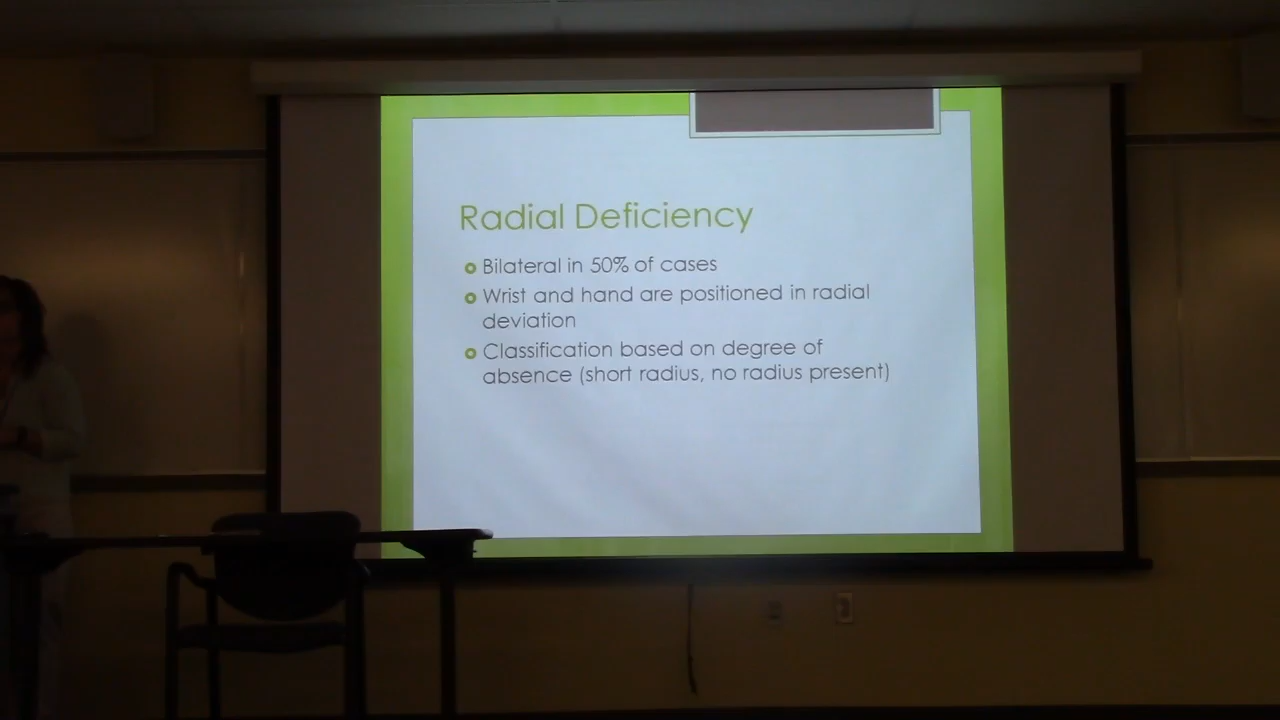 Radial Deficiency
Bilateral in 50% of cases
Wrist and hand are positioned in radial
deviation
Classification based on degree of
absence (short radius, no radius present)